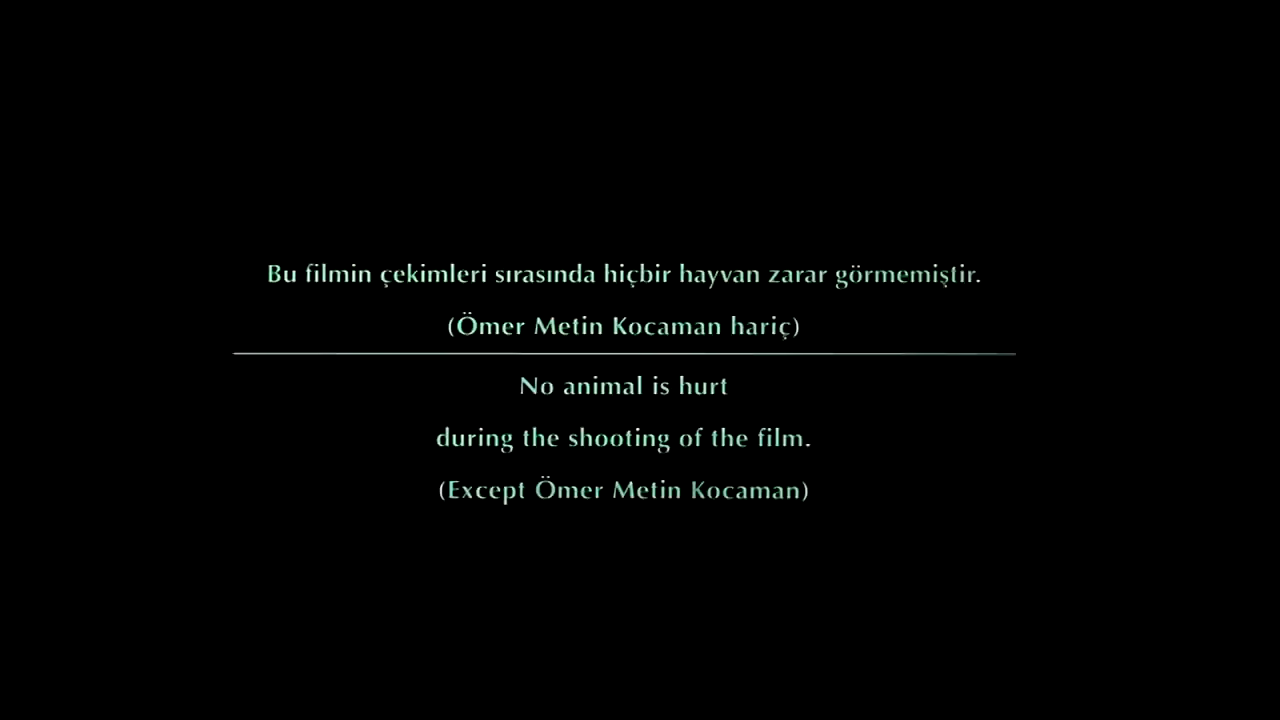 Bu filmin çekimleri sırasında hiçbir hayvan zarar görmemiştir.
(Ömer Metin Kocaman hariç)
No animal is hurt
during the shooting of the film.
(Except Ömer Metin Kocaman)